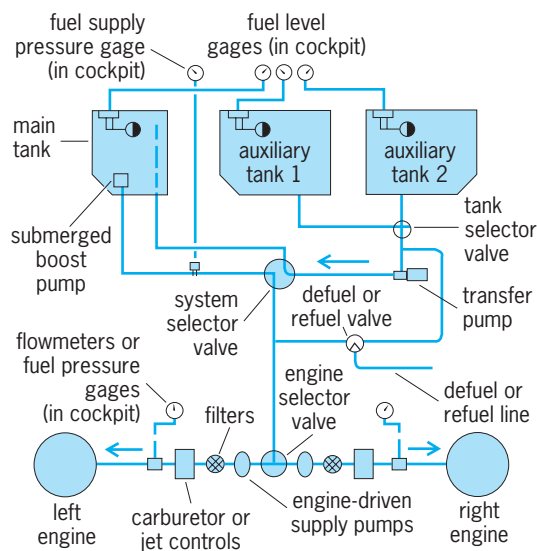 fuel supply
pressure gage
(in cockpit)
fuel level
gages (in cockpit)
main
tank
auxiliary
tank 1
auxiliary
tank 2
submerged
boost
pump
tank
selector
valve
system
selector
valve
defuel or
refuel valve
transfer
pump
flowmeters or
fuel pressure
gages
(in cockpit)
filters
engine
selector
valve
defuel or
refuel line
left
engine
carburetor or
jet controls
engine-driven
supply pumps
right
engine